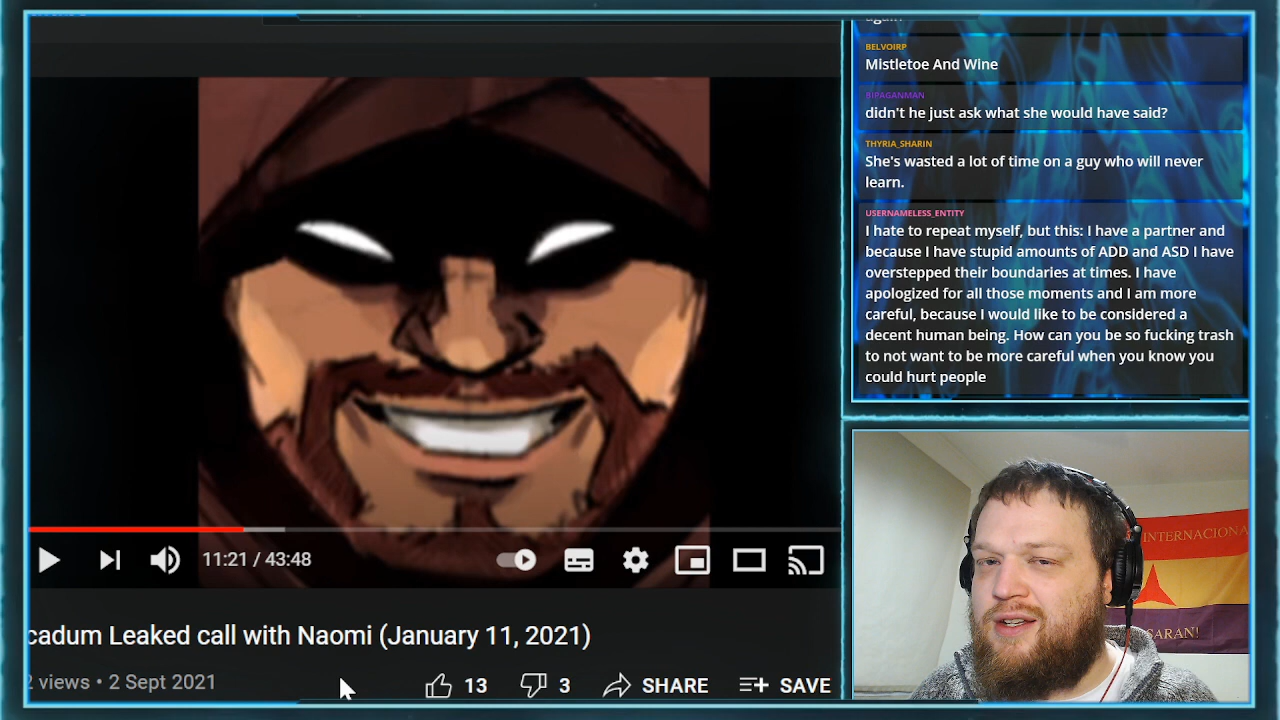 again
BELVOIRP
Mistletoe And Wine
BIPAGANMAN
didn't he just ask what she would have said?
THYRIA_SHARIN
She's wasted a lot of time on a guy who will never
learn.
USERNAMELESS_ENTITY
I hate to repeat myself, but this: I have a partner and
because I have stupid amounts of ADD and ASD I have
overstepped their boundaries at times. I have
apologized for all those moments and I am more
careful, because I would like to be considered a
decent human being. How can you be so fucking trash
to not want to be more careful when you know you
could hurt people
11:21 / 43:48
cadum Leaked call with Naomi (January 11, 2021)
2 views • 2 Sept 2021
13
3
SHARE
SAVE
INTERNACIONA
SARAN!